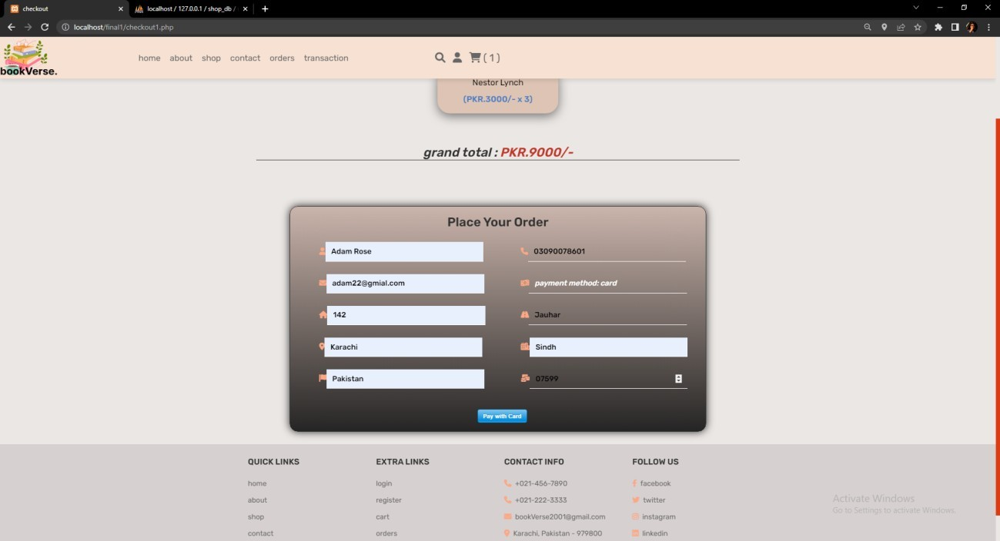 checkout
localhost / 127.0.0.1 / shop_db /
localhost/final1/checkout1.php
bookVerse.
home about shop contact orders transaction
( 1 )
Nestor Lynch
(PKR.3000/- x 3)
grand total : PKR.9000/-
Place Your Order
Adam Rose
03090078601
adam22@gmial.com
payment method: card
142
Jauhar
Karachi
Sindh
Pakistan
07599
Pay with Card
QUICK LINKS
home
about
shop
contact
EXTRA LINKS
login
register
cart
orders
CONTACT INFO
+021-456-7890
+021-222-3333
bookVerse2001@gmail.com
Karachi, Pakistan - 979800
FOLLOW US
facebook
twitter
instagram
linkedin
Activate Windows
Go to Settings to activate Windows.